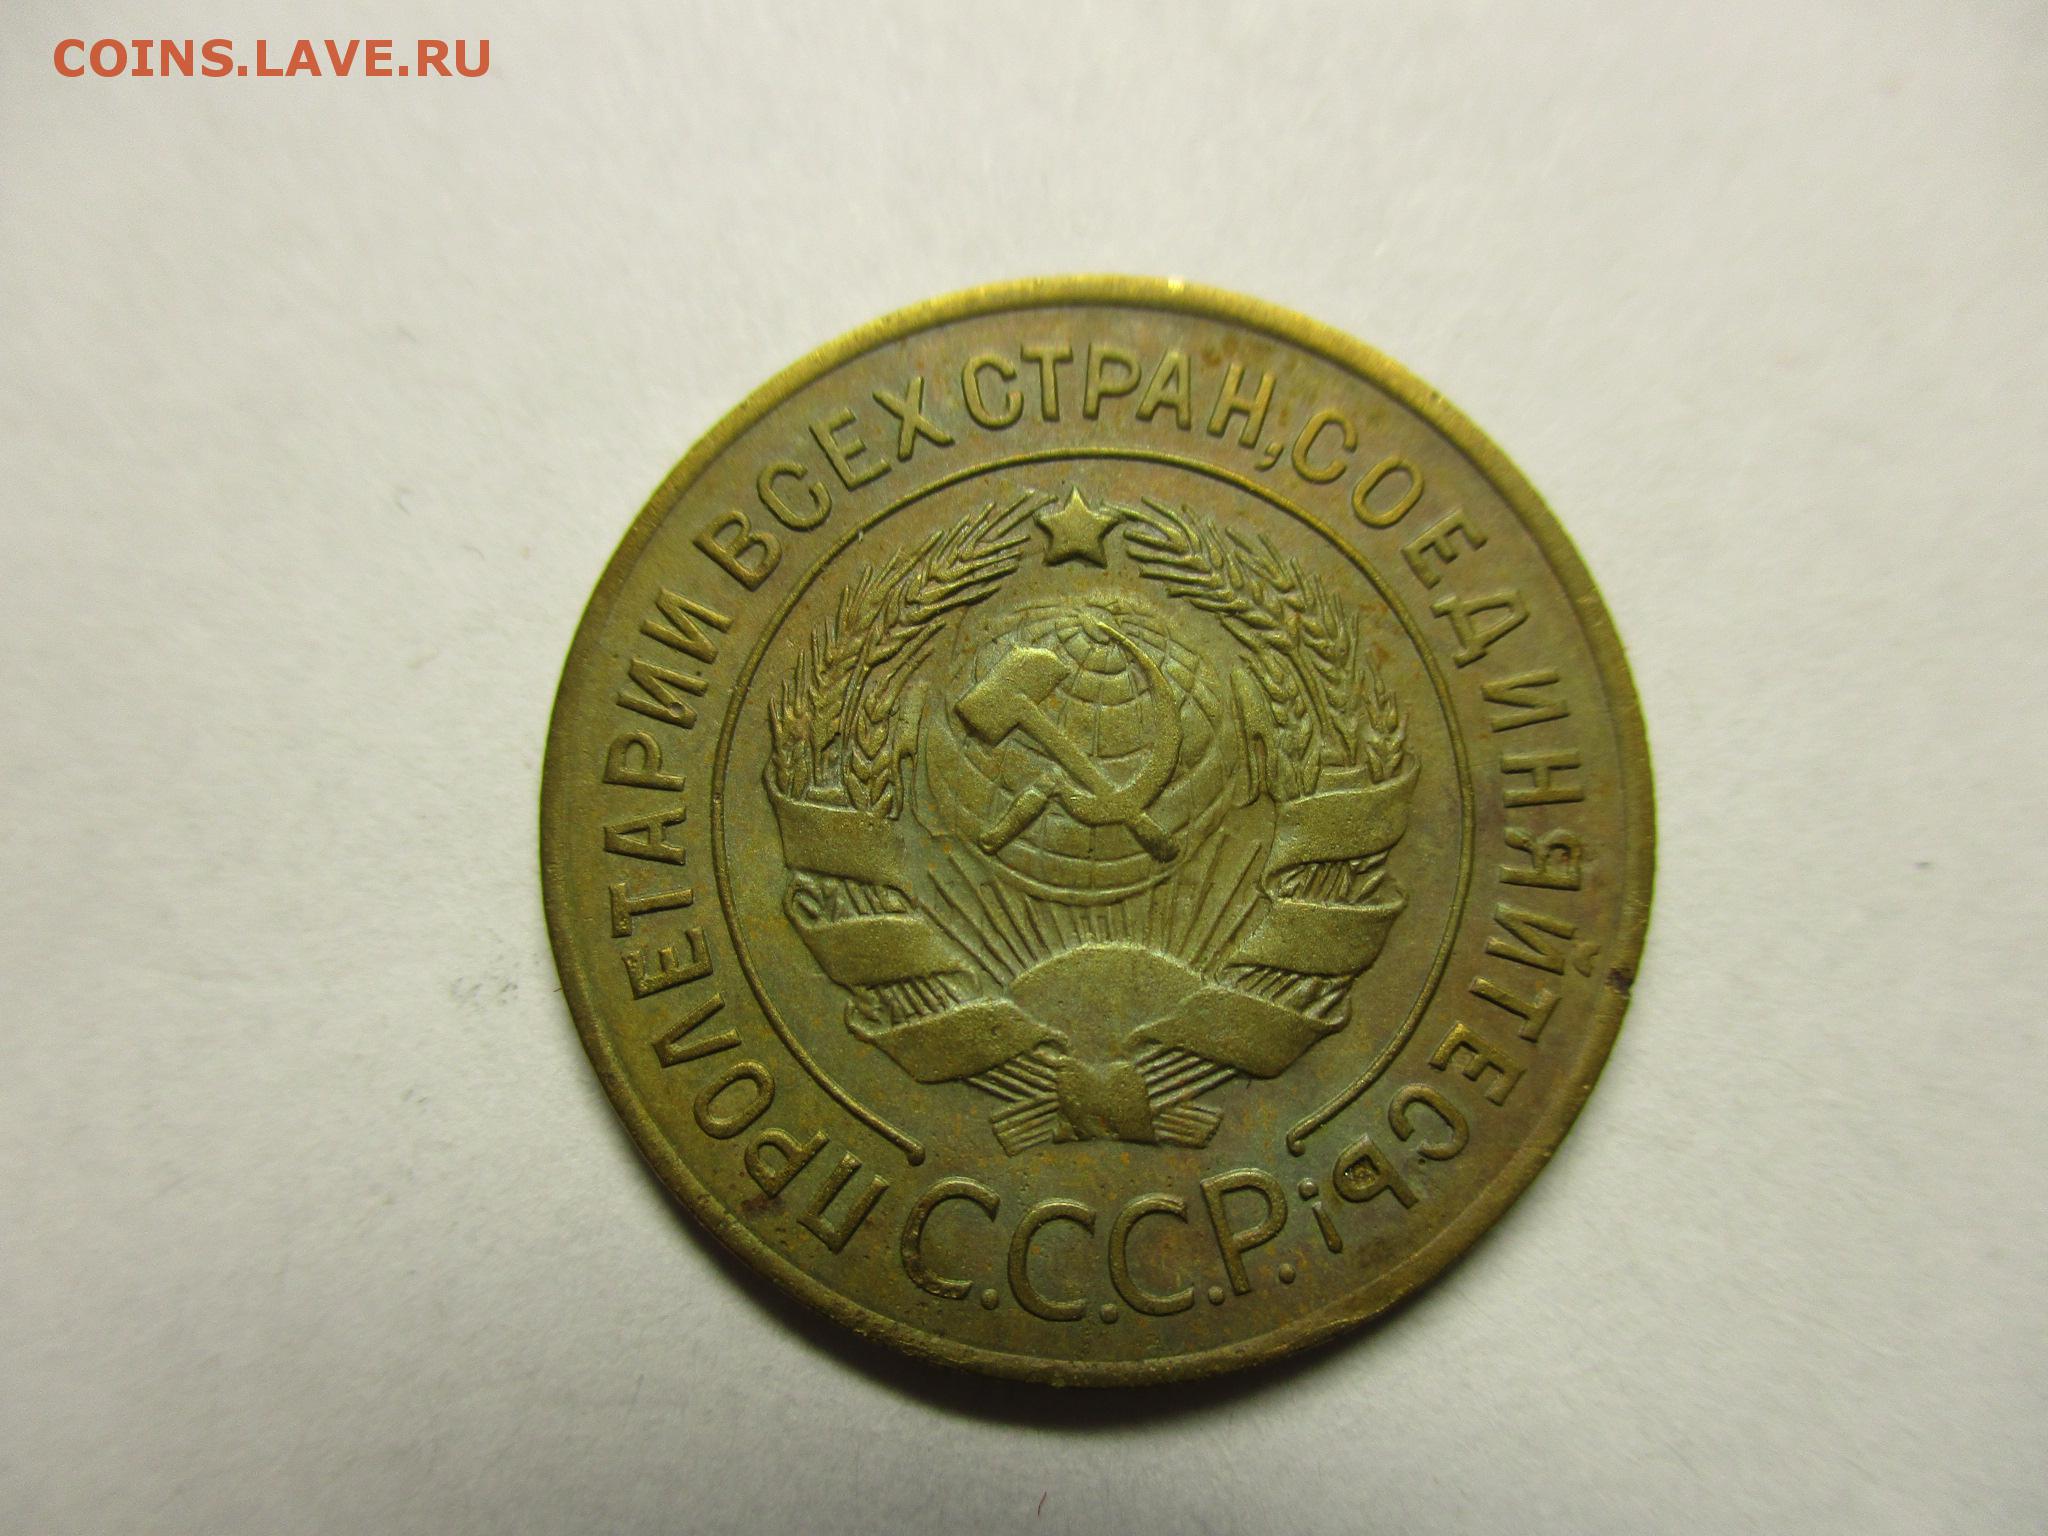 COINS.LAVE.RU
ПРОЛЕТАРИИ ВСЕХ СТРАН, СОЕДИНЯЙТЕСЬ!
С.С.С.Р.